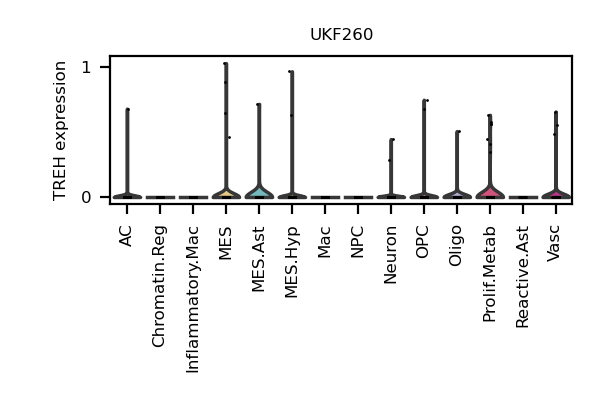 UKF260
TREH expression
1
0
AC
Chromatin.Reg
Inflammatory.Mac
MES
MES.Ast
MES.Hyp
Mac
NPC
Neuron
OPC
Oligo
Prolif.Metab
Reactive.Ast
Vasc